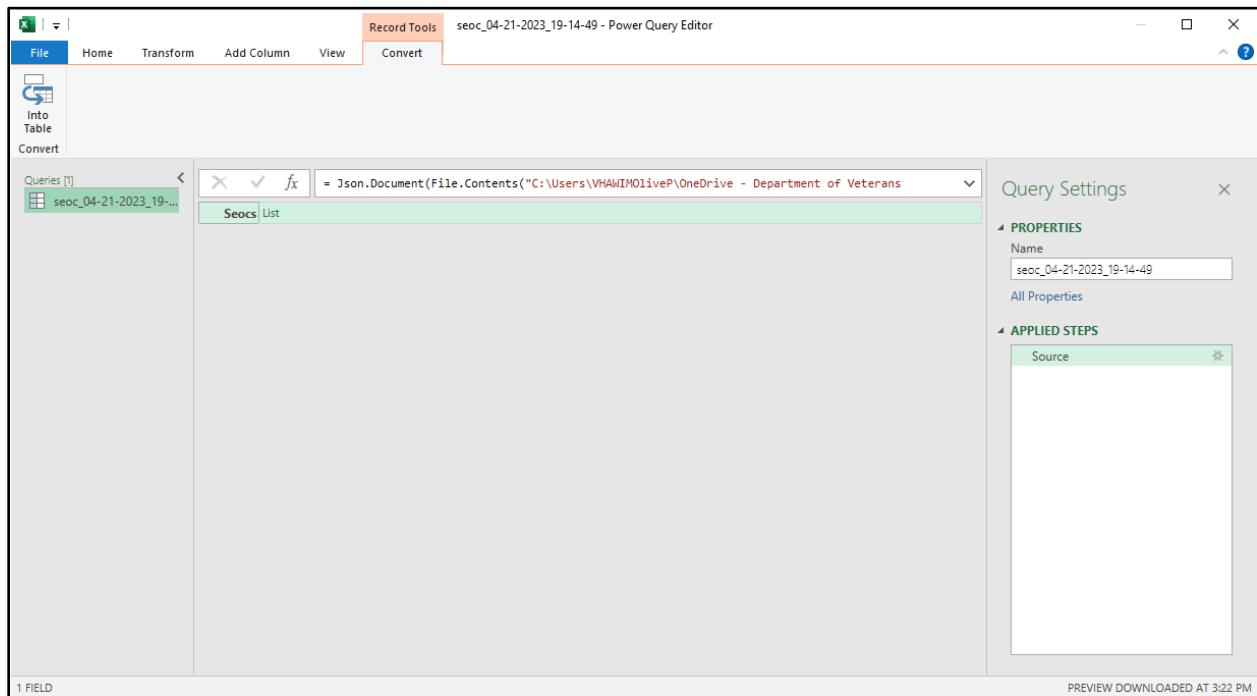 Record Tools
seoc_04-21-2023_19-14-49 - Power Query Editor
File
Home
Transform
Add Column
View
Convert
?
Into
Table
Convert
Queries [1]
seoc_04-21-2023_19-...
fx
= Json.Document(File.Contents("C:\Users\VHAWIMOliveP\OneDrive - Department of Veterans
Seocs List
Query Settings
PROPERTIES
Name
seoc_04-21-2023_19-14-49
All Properties
APPLIED STEPS
Source
1 FIELD
PREVIEW DOWNLOADED AT 3:22 PM